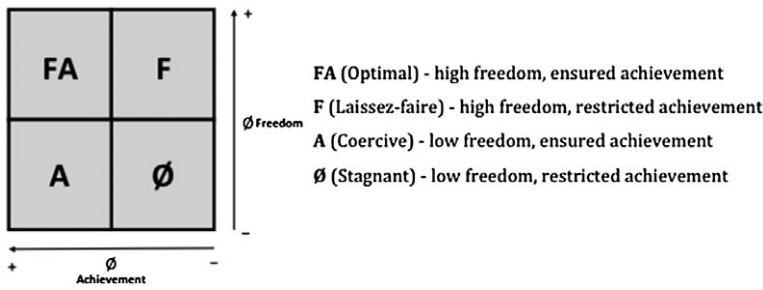 +
FA F
FA (Optimal) - high freedom, ensured achievement
F (Laissez-faire) - high freedom, restricted achievement
Ø Freedom
A (Coercive) - low freedom, ensured achievement
A Ø
Ø (Stagnant) - low freedom, restricted achievement
−
+ Ø −
Achievement